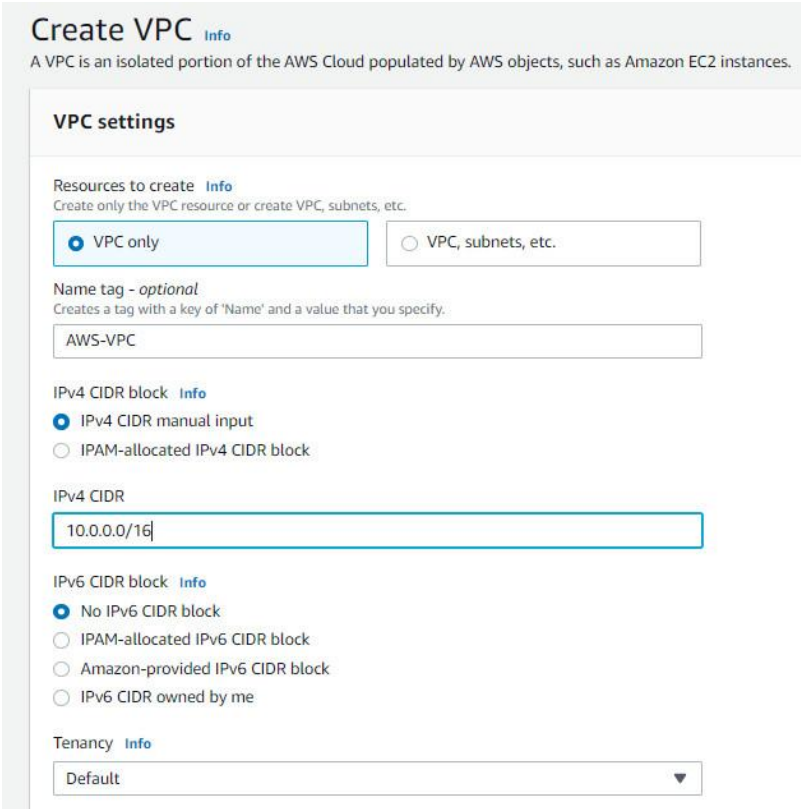 Create VPC Info
A VPC is an isolated portion of the AWS Cloud populated by AWS objects, such as Amazon EC2 instances.
VPC settings
Resources to create Info
Create only the VPC resource or create VPC, subnets, etc.
VPC only
VPC, subnets, etc.
Name tag - optional
Creates a tag with a key of 'Name' and a value that you specify.
AWS-VPC
IPv4 CIDR block Info
IPv4 CIDR manual input
IPAM-allocated IPv4 CIDR block
IPv4 CIDR
10.0.0.0/16
IPv6 CIDR block Info
No IPv6 CIDR block
IPAM-allocated IPv6 CIDR block
Amazon-provided IPv6 CIDR block
IPv6 CIDR owned by me
Tenancy Info
Default